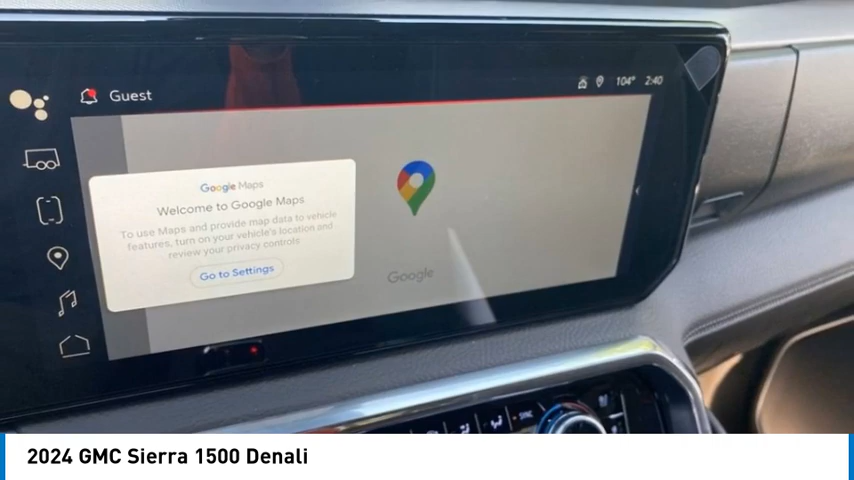 Guest
104° 2:40
Google Maps
Welcome to Google Maps
To use Maps and provide map data to vehicle
features, turn on your vehicle's location and
review your privacy controls
Go to Settings
Google
SYNC
2024 GMC Sierra 1500 Denali